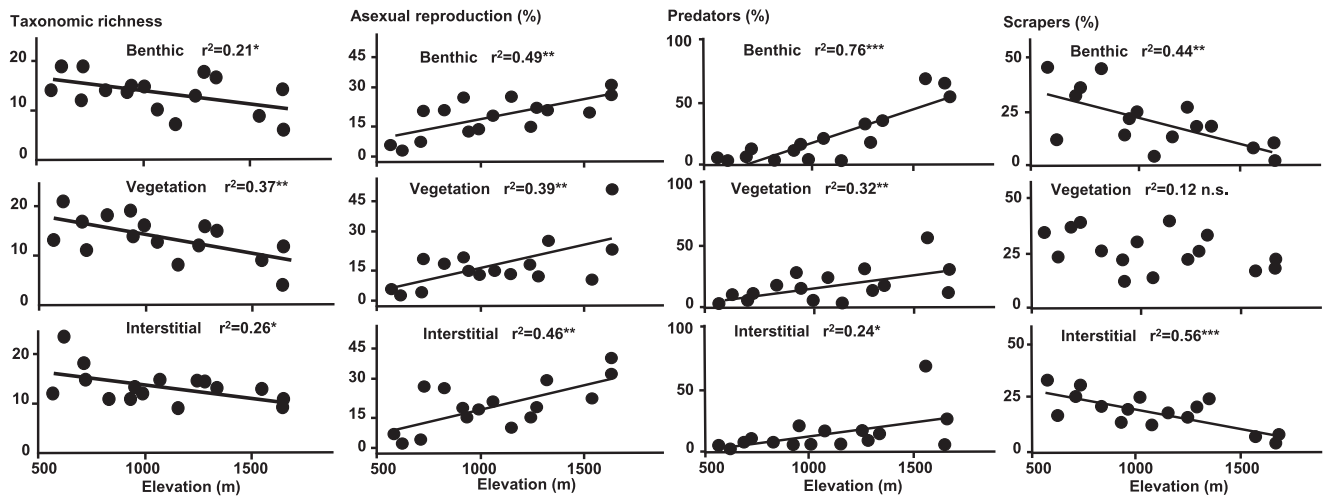 Taxonomic richness
Benthic r²=0.21*
20
10
0
Vegetation r²=0.37**
20
10
0
Interstitial r²=0.26*
20
10
0
500 1000 1500
Elevation (m)
Asexual reproduction (%)
45
Benthic r²=0.49**
30
15
0
Vegetation r²=0.39**
45
30
15
0
Interstitial r²=0.46**
45
30
15
0
500 1000 1500
Elevation (m)
Predators (%)
100
Benthic r²=0.76***
50
0
100
Vegetation r²=0.32**
50
0
100
Interstitial r²=0.24*
50
0
500 1000 1500
Elevation (m)
Scrapers (%)
50
Benthic r²=0.44**
25
0
Vegetation r²=0.12 n.s.
50
25
0
Interstitial r²=0.56***
50
25
0
500 1000 1500
Elevation (m)